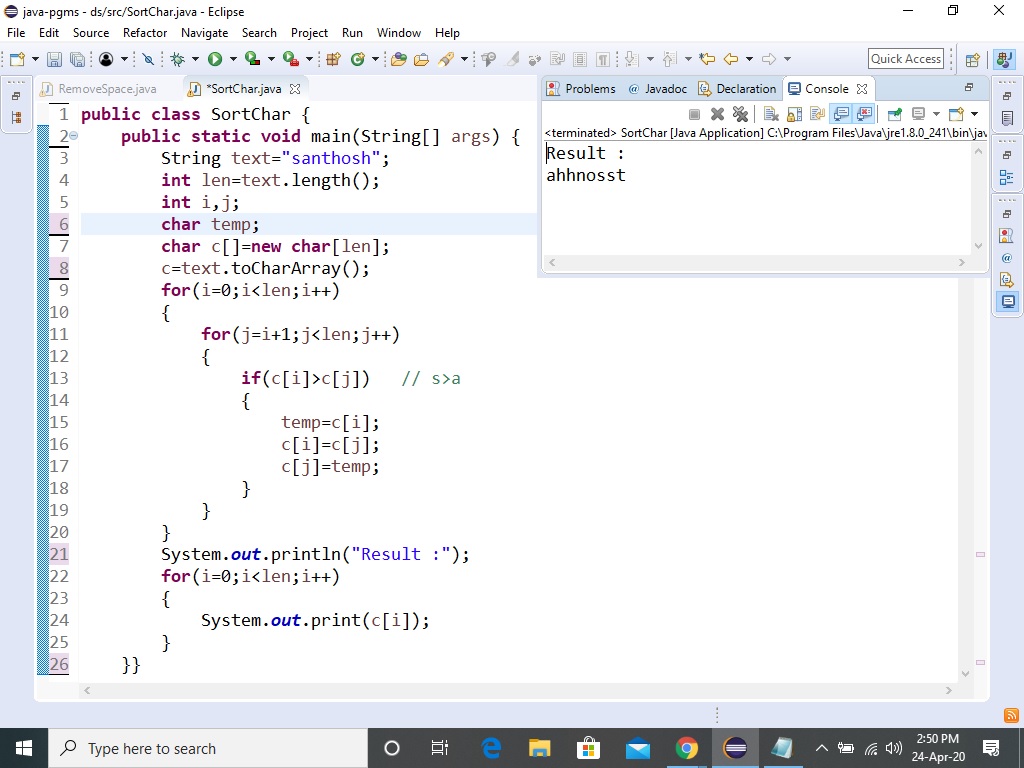 java-pgms - ds/src/SortChar.java - Eclipse
File Edit Source Refactor Navigate Search Project Run Window Help
Quick Access
RemoveSpace.java *SortChar.java
1 public class SortChar {
2 public static void main(String[] args) {
3 String text="santhosh";
4 int len=text.length();
5 int i,j;
6 char temp;
7 char c[]=new char[len];
8 c=text.toCharArray();
9 for(i=0;i<len;i++)
10 {
11 for(j=i+1;j<len;j++)
12 {
13 if(c[i]>c[j]) // s>a
14 {
15 temp=c[i];
16 c[i]=c[j];
17 c[j]=temp;
18 }
19 }
20 }
21 System.out.println("Result :");
22 for(i=0;i<len;i++)
23 {
24 System.out.print(c[i]);
25 }
26 }}
Problems @ Javadoc Declaration Console
<terminated> SortChar [Java Application] C:\Program Files\Java\jre1.8.0_241\bin\jav
Result :
ahhnosst
Type here to search
2:50 PM
24-Apr-20